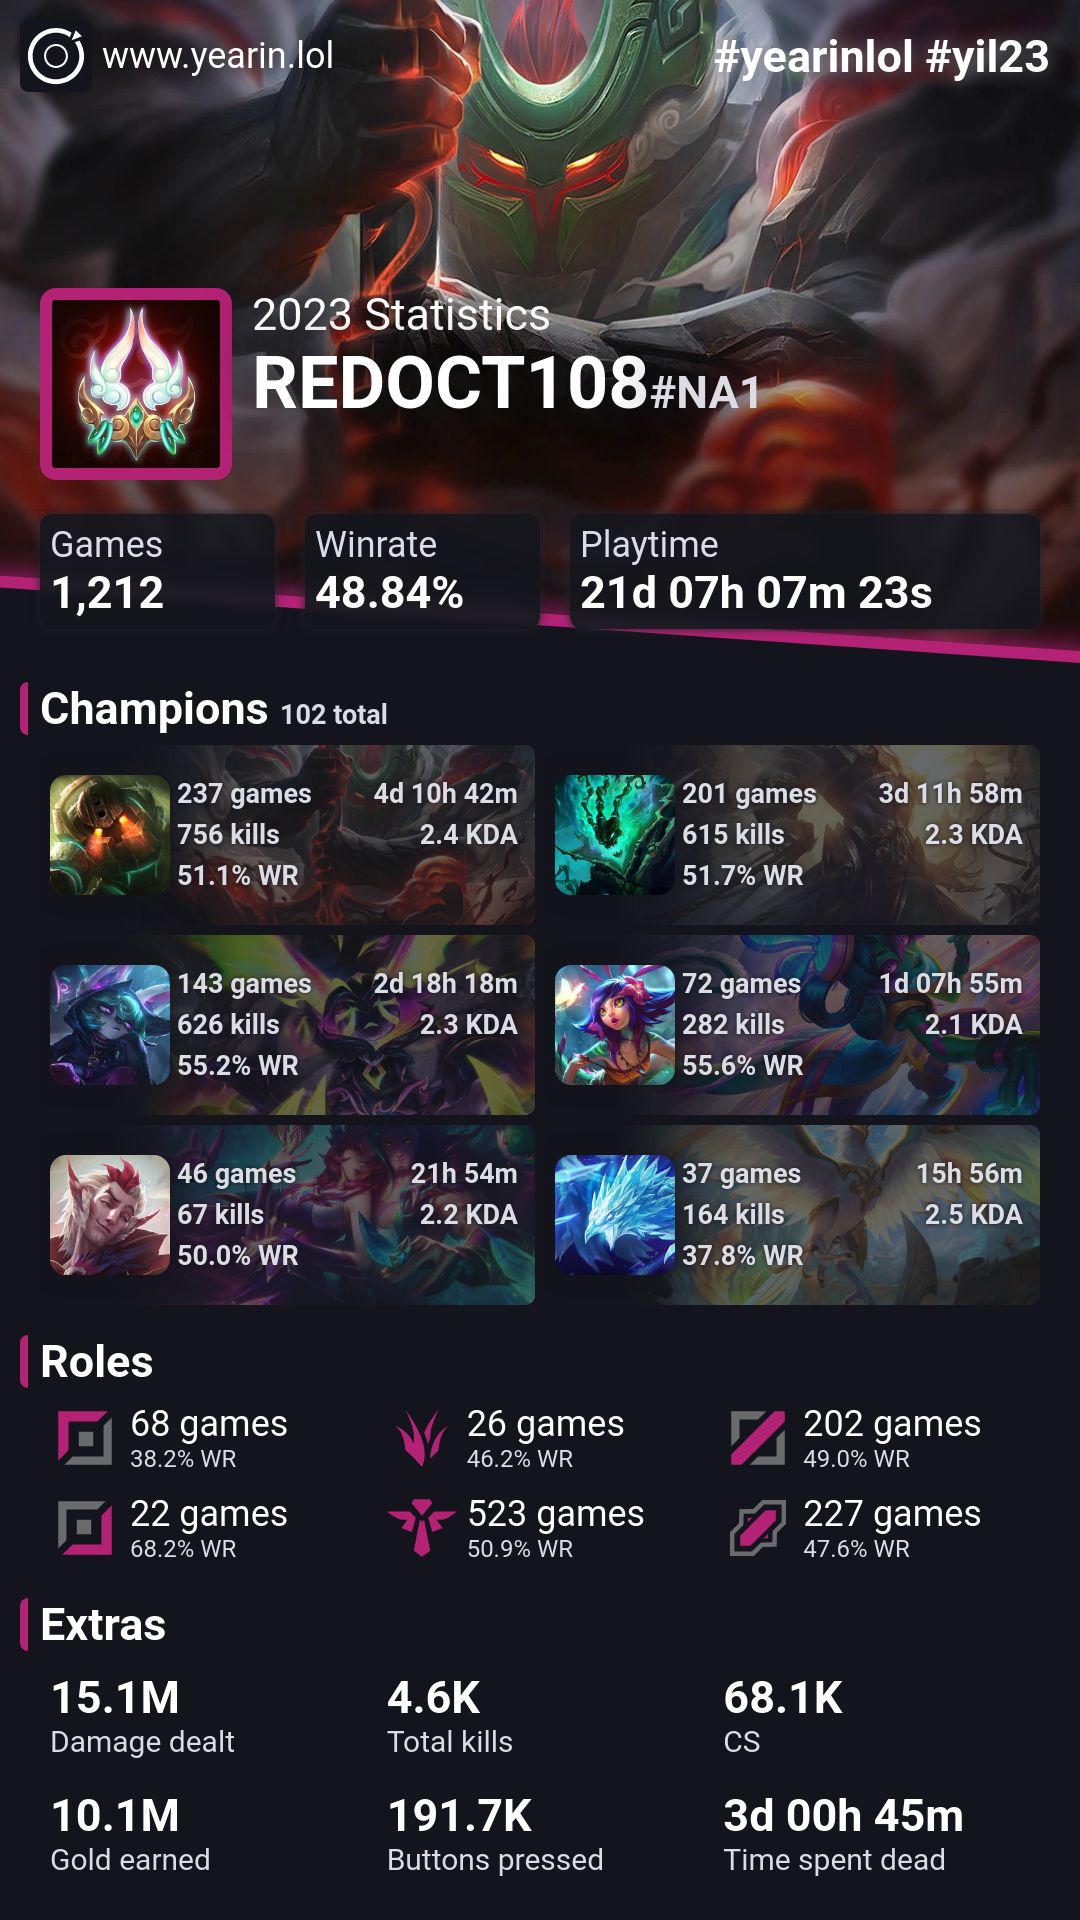 www.yearin.lol
#yearinlol #yil23
2023 Statistics
REDOCT108#NA1
Games
1,212
Winrate
48.84%
Playtime
21d 07h 07m 23s
Champions 102 total
237 games 4d 10h 42m
756 kills 2.4 KDA
51.1% WR
201 games 3d 11h 58m
615 kills 2.3 KDA
51.7% WR
143 games 2d 18h 18m
626 kills 2.3 KDA
55.2% WR
72 games 1d 07h 55m
282 kills 2.1 KDA
55.6% WR
46 games 21h 54m
67 kills 2.2 KDA
50.0% WR
37 games 15h 56m
164 kills 2.5 KDA
37.8% WR
Roles
68 games
38.2% WR
26 games
46.2% WR
202 games
49.0% WR
22 games
68.2% WR
523 games
50.9% WR
227 games
47.6% WR
Extras
15.1M
Damage dealt
4.6K
Total kills
68.1K
CS
10.1M
Gold earned
191.7K
Buttons pressed
3d 00h 45m
Time spent dead